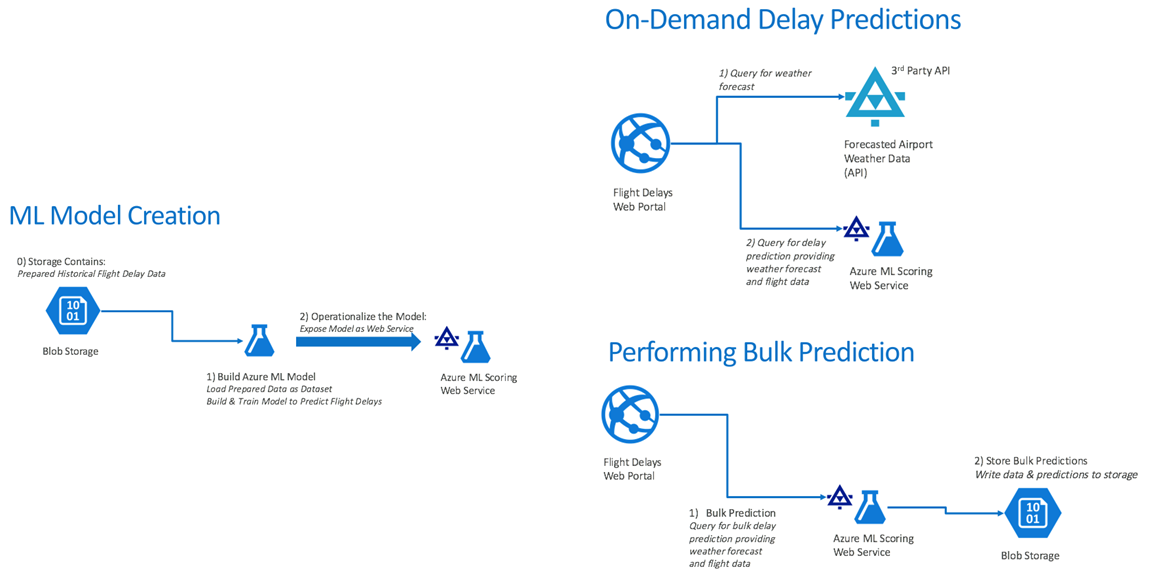 ML Model Creation
0) Storage Contains:
Prepared Historical Flight Delay Data
10
01
Blob Storage
1) Build Azure ML Model
Load Prepared Data as Dataset
Build & Train Model to Predict Flight Delays
2) Operationalize the Model:
Expose Model as Web Service
Azure ML Scoring
Web Service
On-Demand Delay Predictions
Flight Delays
Web Portal
1) Query for weather
forecast
3rd Party API
Forecasted Airport
Weather Data
(API)
2) Query for delay
prediction providing
weather forecast
and flight data
Azure ML Scoring
Web Service
Performing Bulk Prediction
Flight Delays
Web Portal
1) Bulk Prediction
Query for bulk delay
prediction providing
weather forecast
and flight data
Azure ML Scoring
Web Service
2) Store Bulk Predictions
Write data & predictions to storage
10
01
Blob Storage